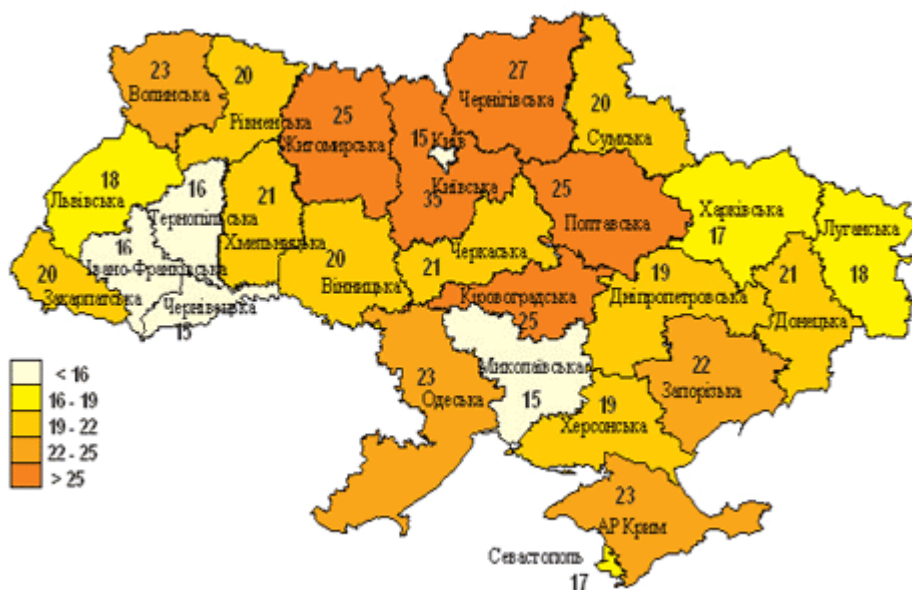 23
Волинська
20
Рівненська
25
Житомирська
15
Київ
Київська
35
27
Чернігівська
20
Сумська
18
Львівська
16
Тернопільська
21
Хмельницька
16
Івано-Франківська
20
Закарпатська
Чернівецька
15
20
Вінницька
Черкаська
21
25
Полтавська
Харківська
17
Луганська
18
Кіровоградська
25
19
Дніпропетровська
21
Донецька
Миколаївська
15
23
Одеська
19
Херсонська
22
Запорізька
23
АР Крим
Севастополь
17
< 16
16 - 19
19 - 22
22 - 25
> 25